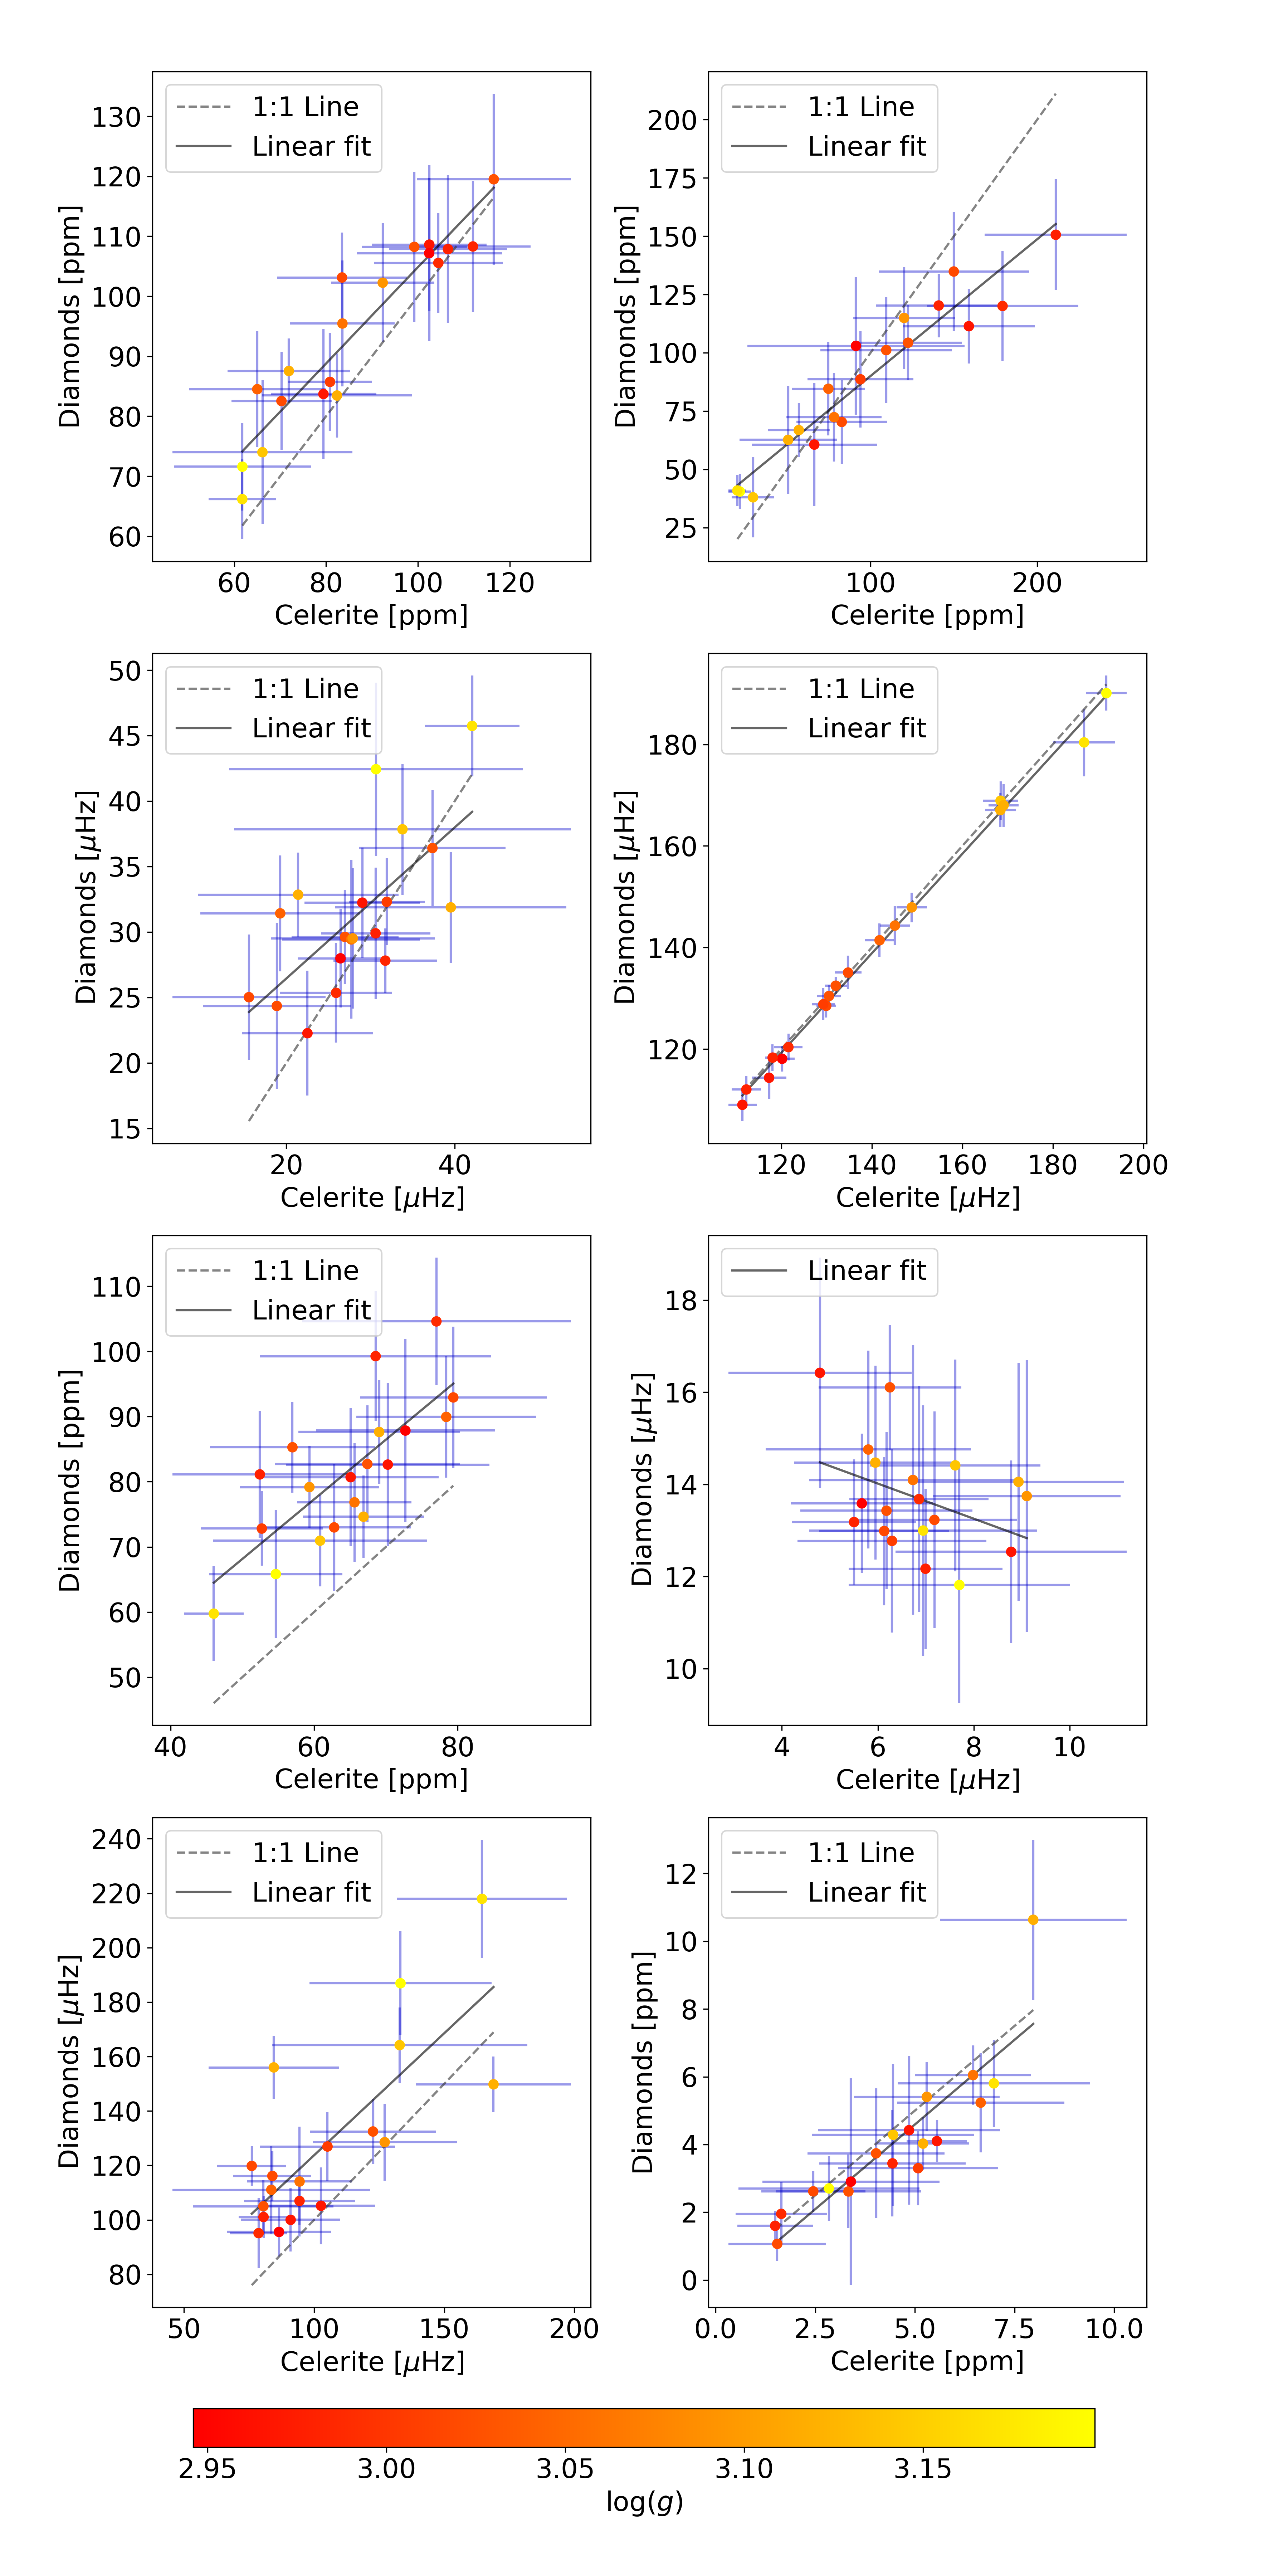 1:1 Line
Linear fit
130
120
110
100
90
80
70
60
Diamonds [ppm]
60 80 100 120
Celerite [ppm]
1:1 Line
Linear fit
200
175
150
125
100
75
50
25
Diamonds [ppm]
100 200
Celerite [ppm]
1:1 Line
Linear fit
50
45
40
35
30
25
20
15
Diamonds [μHz]
20 40
Celerite [μHz]
1:1 Line
Linear fit
180
160
140
120
Diamonds [μHz]
120 140 160 180 200
Celerite [μHz]
1:1 Line
Linear fit
110
100
90
80
70
60
50
Diamonds [ppm]
40 60 80
Celerite [ppm]
Linear fit
18
16
14
12
10
Diamonds [μHz]
4 6 8 10
Celerite [μHz]
1:1 Line
Linear fit
240
220
200
180
160
140
120
100
80
Diamonds [μHz]
50 100 150 200
Celerite [μHz]
1:1 Line
Linear fit
12
10
8
6
4
2
0
Diamonds [ppm]
0.0 2.5 5.0 7.5 10.0
Celerite [ppm]
2.95 3.00 3.05 3.10 3.15
log(g)